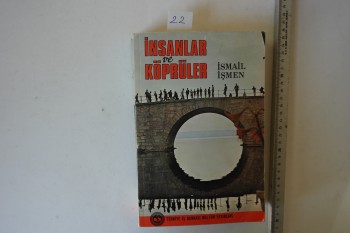 22
İNSANLAR
ve
KÖPRÜLER
İSMAİL
İŞMEN